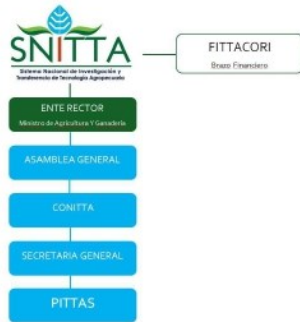 SNITTA
Sistema Nacional de Investigación y
Transferencia de Tecnología Agropecuaria
FITTACORI
Brazo Financiero
ENTE RECTOR
Ministro de Agricultura Y Ganadería
ASAMBLEA GENERAL
CONITTA
SECRETARIA GENERAL
PITTAS